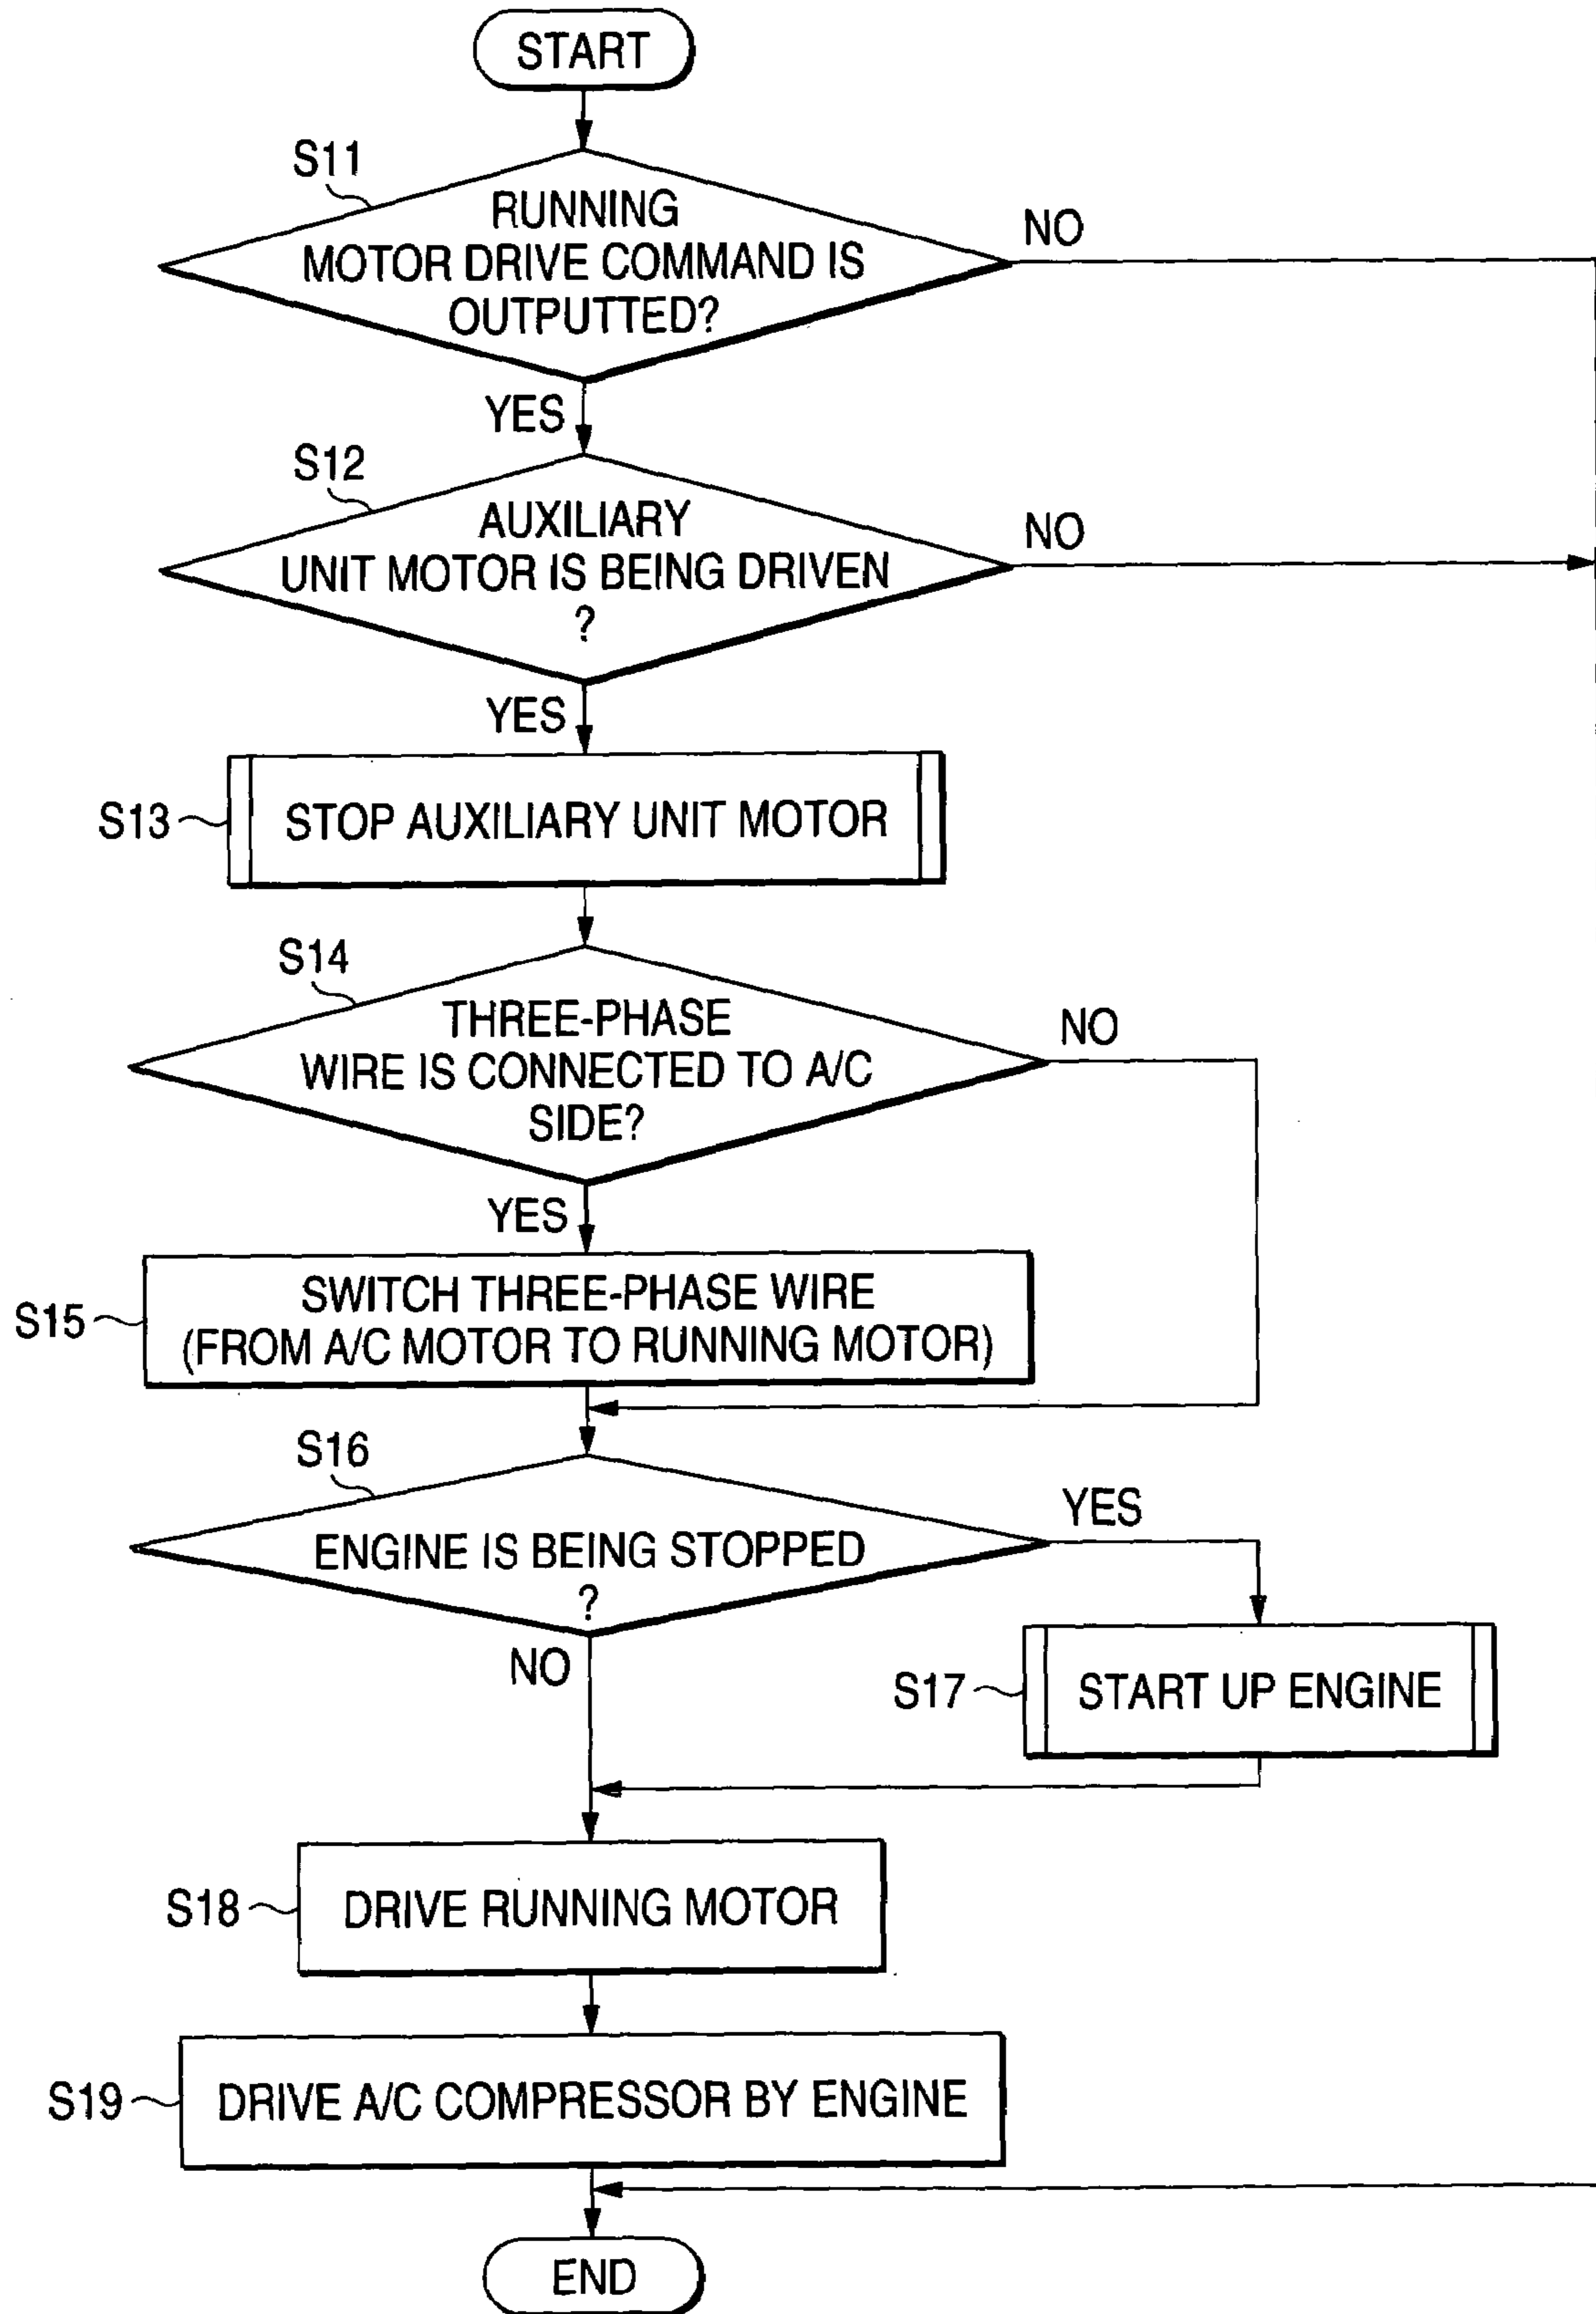 START
S11
RUNNING
MOTOR DRIVE COMMAND IS
OUTPUTTED?
NO
YES
S12
AUXILIARY
UNIT MOTOR IS BEING DRIVEN
?
NO
YES
S13
STOP AUXILIARY UNIT MOTOR
S14
THREE-PHASE
WIRE IS CONNECTED TO A/C
SIDE?
NO
YES
S15
SWITCH THREE-PHASE WIRE
(FROM A/C MOTOR TO RUNNING MOTOR)
S16
ENGINE IS BEING STOPPED
?
YES
NO
S17
START UP ENGINE
S18
DRIVE RUNNING MOTOR
S19
DRIVE A/C COMPRESSOR BY ENGINE
END